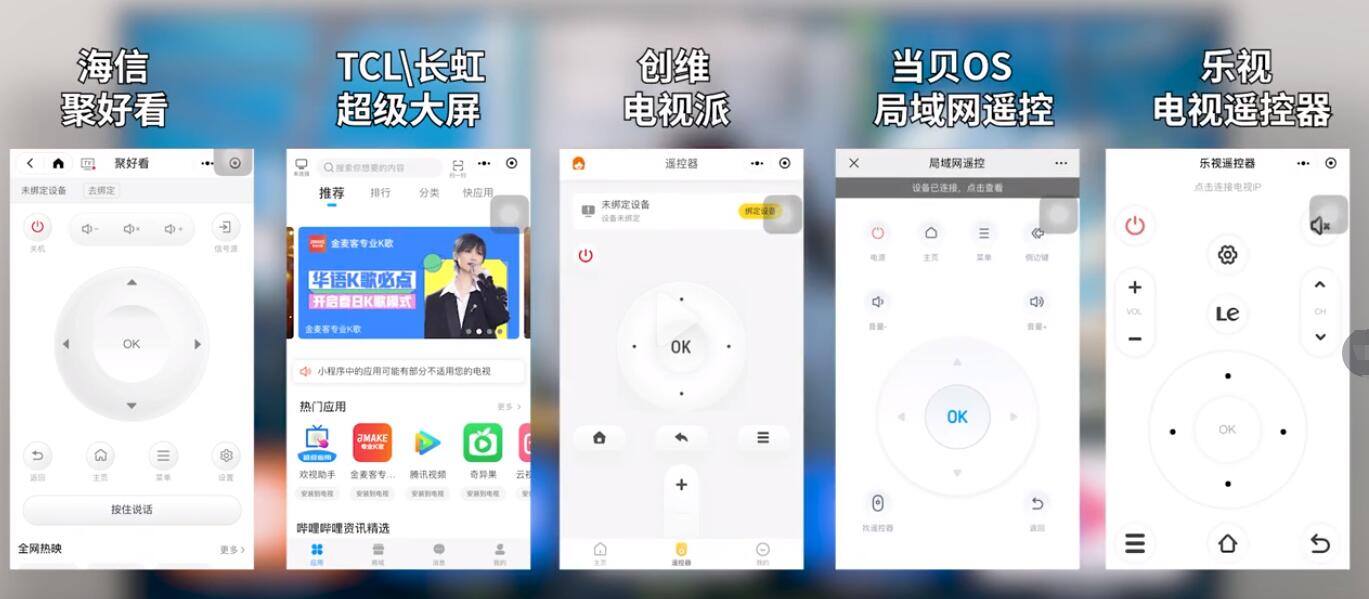 海信
聚好看
TCL\长虹
超级大屏
创维
电视派
当贝OS
局域网遥控
乐视
电视遥控器
聚好看
未绑定设备
去绑定
关机
信号源
OK
返回
主页
菜单
设置
按住说话
全网热映
更多
搜索你想要的内容
扫一扫
推荐
排行
分类
快应用
JMAKE
金麦客专业K歌
华语K歌必点
开启看日K歌模式
金麦客专业K歌
小程序中的应用可能有部分不适用您的电视
热门应用
更多
JMAKE
专业K歌
欢视助手
金麦客专...
腾讯视频
奇异果
云视
安装到电视
安装到电视
安装到电视
安装到电视
哔哩哔哩资讯精选
应用
商城
消息
我的
遥控器
未绑定设备
设备未绑定
绑定设备
OK
主页
遥控器
我的
局域网遥控
设备已连接，点击查看
电源
主页
菜单
侧边键
音量-
音量+
OK
找遥控器
返回
乐视遥控器
点击连接电视IP
VOL
CH
Le
OK